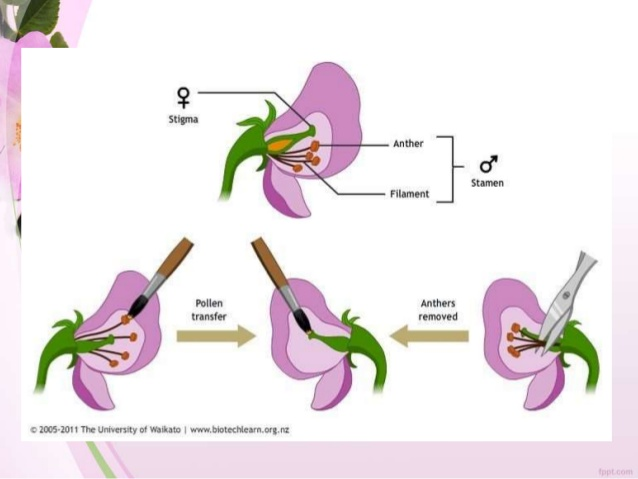 ♀
Stigma
Anther
Filament
♂
Stamen
Pollen
transfer
Anthers
removed
© 2005-2011 The University of Waikato | www.biotechlearn.org.nz
fppt.com